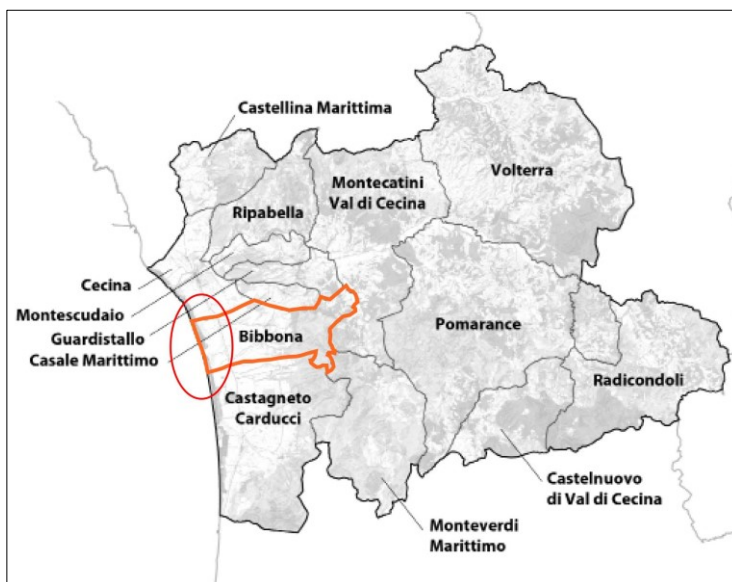 Castellina Marittima
Volterra
Montecatini
Val di Cecina
Ripabella
Cecina
Montescudaio
Guardistallo
Casale Marittimo
Bibbona
Pomarance
Radicondoli
Castagneto
Carducci
Castelnuovo
di Val di Cecina
Monteverdi
Marittimo